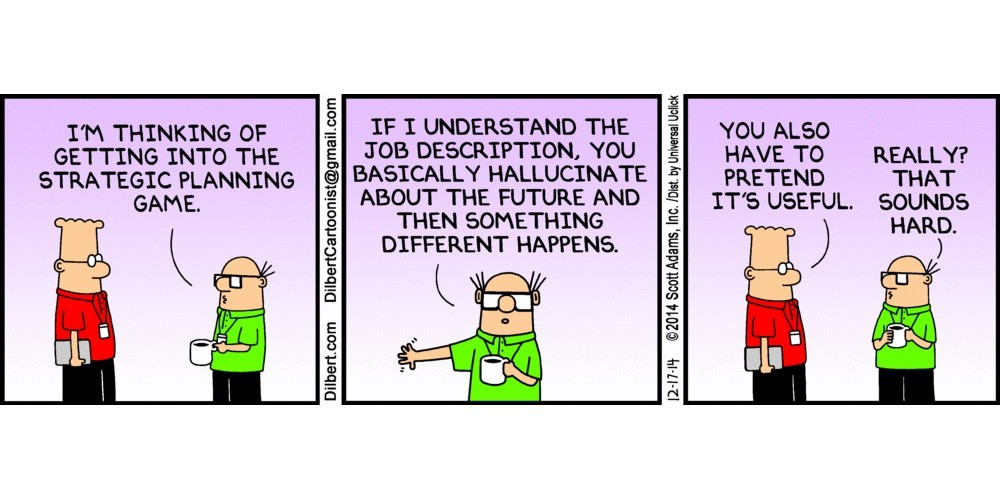 I'M THINKING OF
GETTING INTO THE
STRATEGIC PLANNING
GAME.
DilbertCartoonist@gmail.com
Dilbert.com
IF I UNDERSTAND THE
JOB DESCRIPTION, YOU
BASICALLY HALLUCINATE
ABOUT THE FUTURE AND
THEN SOMETHING
DIFFERENT HAPPENS.
12-17-14 ©2014 Scott Adams, Inc. /Dist. by Universal Uclick
YOU ALSO
HAVE TO
PRETEND
IT'S USEFUL.
REALLY?
THAT
SOUNDS
HARD.